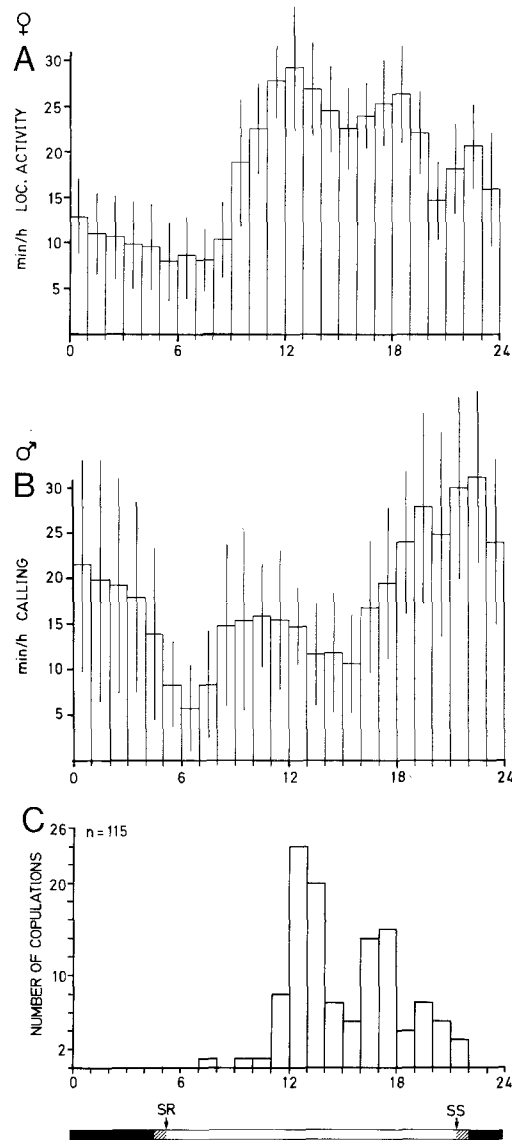 ♀
A
30
25
20
15
10
5
min/h LOC. ACTIVITY
0 6 12 18 24
♂
B
30
25
20
15
10
5
min/h CALLING
0 6 12 18 24
C
26
n = 115
20
10
2
NUMBER OF COPULATIONS
0 6 12 18 24
SR SS